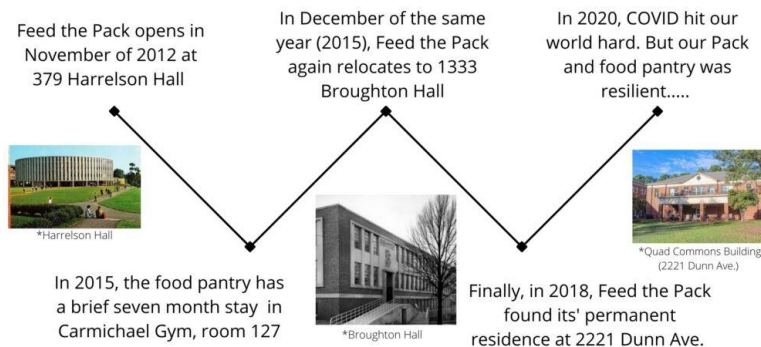 Feed the Pack opens in
November of 2012 at
379 Harrelson Hall
*Harrelson Hall
In 2015, the food pantry has
a brief seven month stay in
Carmichael Gym, room 127
In December of the same
year (2015), Feed the Pack
again relocates to 1333
Broughton Hall
*Broughton Hall
Finally, in 2018, Feed the Pack
found its' permanent
residence at 2221 Dunn Ave.
In 2020, COVID hit our
world hard. But our Pack
and food pantry was
resilient.....
*Quad Commons Building
(2221 Dunn Ave.)